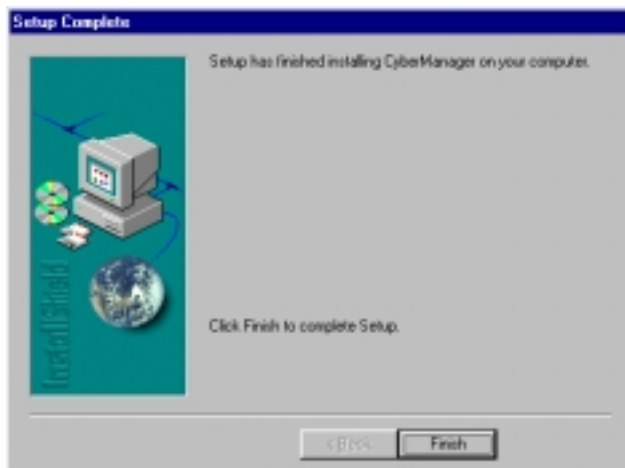 Setup Complete
Setup has finished installing CyberManager on your computer.
InstallShield
Click Finish to complete Setup.
< Back
Finish